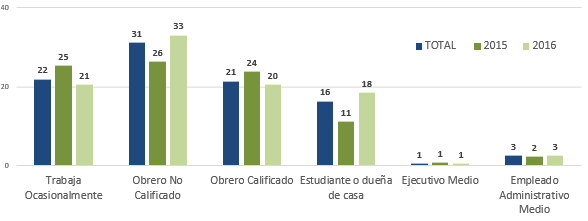 40
20
0
22 25 21
31 26 33
21 24 20
16 11 18
1 1 1
3 2 3
TOTAL 2015 2016
Trabaja
Ocasionalmente
Obrero No
Calificado
Obrero Calificado
Estudiante o dueña
de casa
Ejecutivo Medio
Empleado
Administrativo
Medio